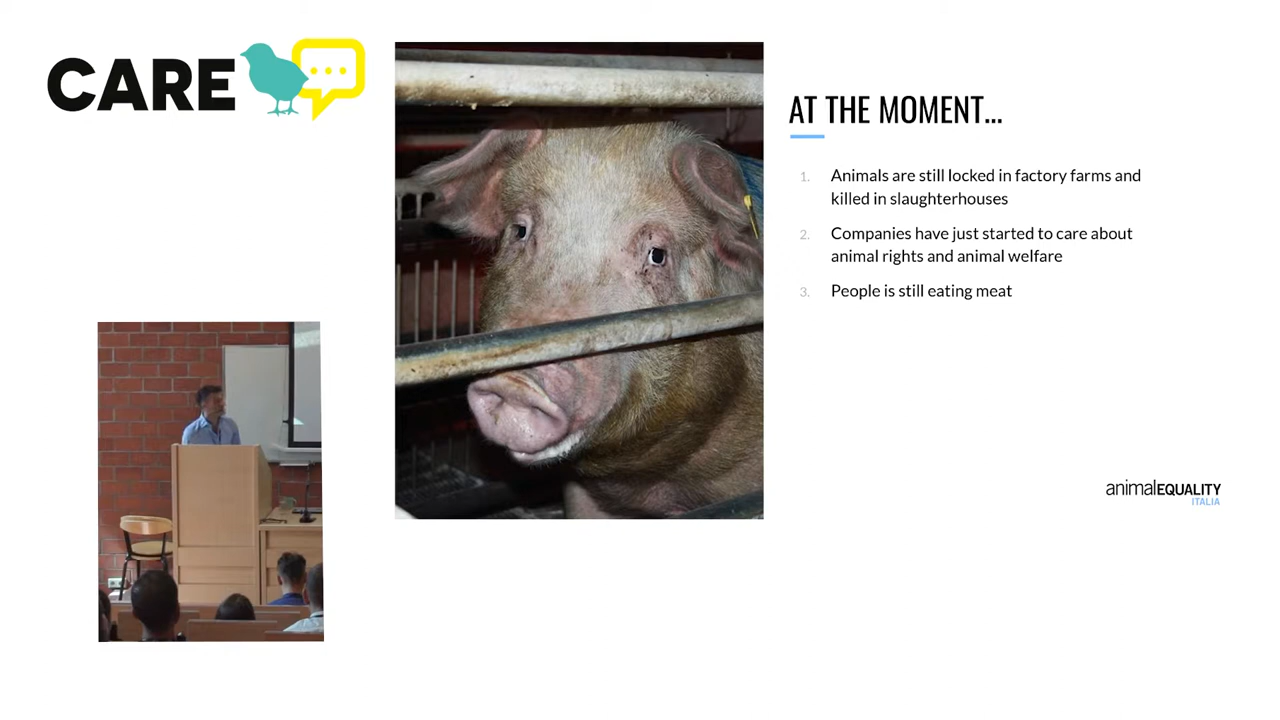 CARE
AT THE MOMENT...
1. Animals are still locked in factory farms and
killed in slaughterhouses
2. Companies have just started to care about
animal rights and animal welfare
3. People is still eating meat
animalEQUALITY
ITALIA